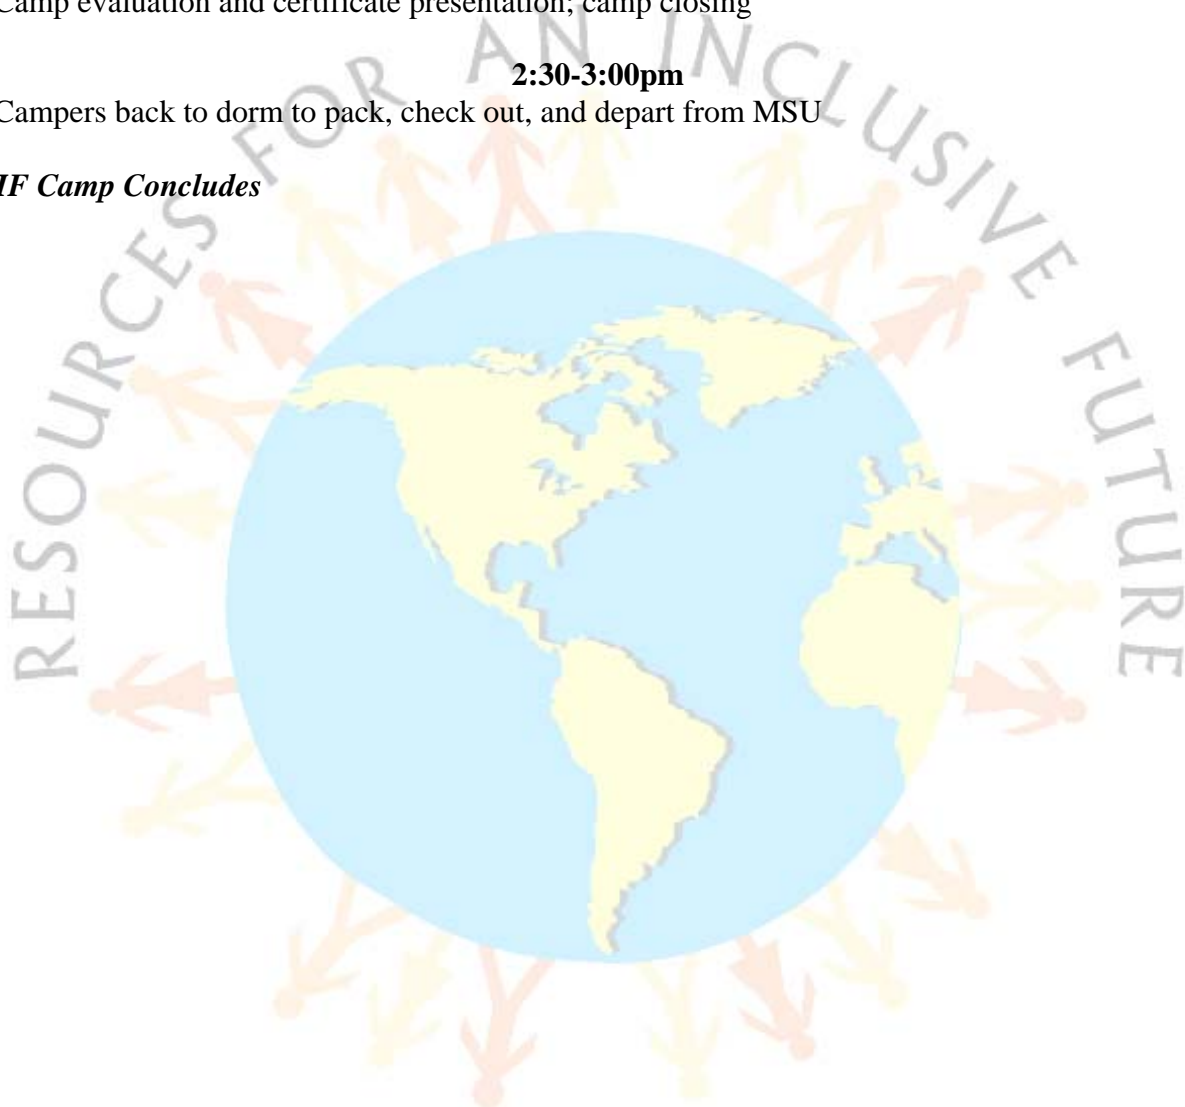 Camp evaluation and certificate presentation; camp closing
2:30-3:00pm
Campers back to dorm to pack, check out, and depart from MSU
IF Camp Concludes
RESOURCES FOR AN INCLUSIVE FUTURE